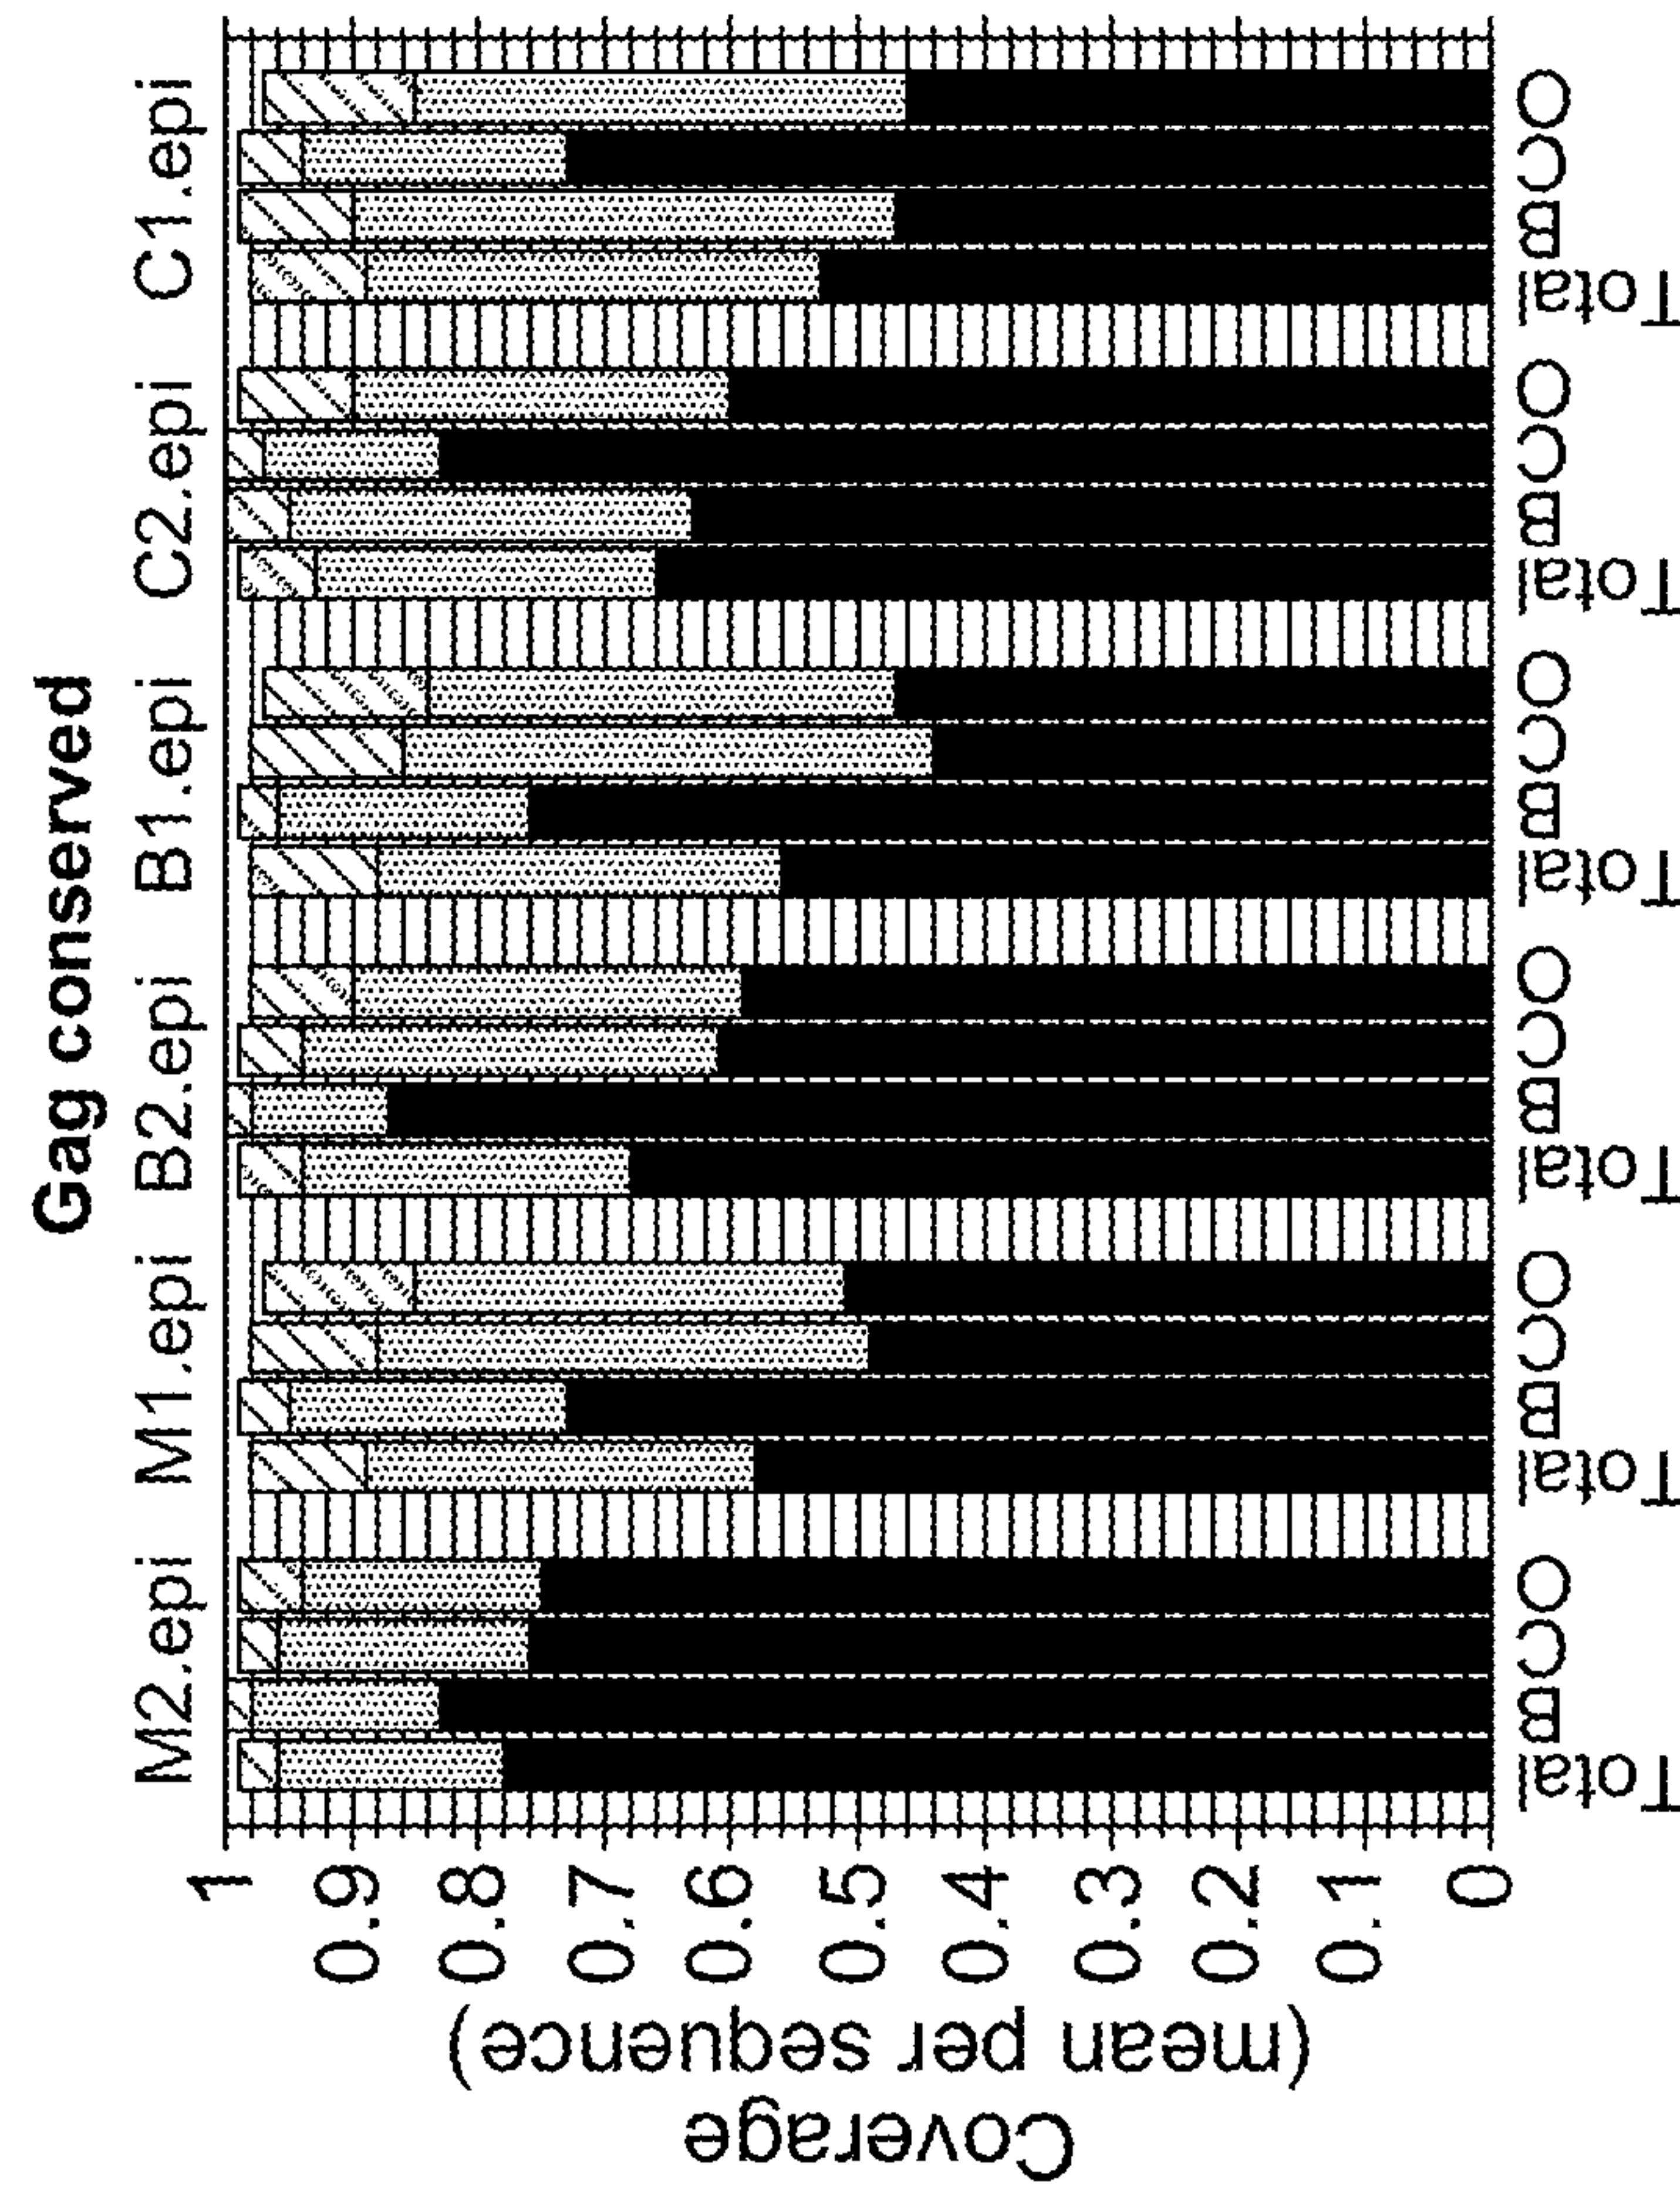 Gag conserved
M2.epi M1.epi B2.epi B1.epi C2.epi C1.epi
Coverage
(mean per sequence)
1
0.9
0.8
0.7
0.6
0.5
0.4
0.3
0.2
0.1
0
Total B C O Total B C O Total B C O Total B C O Total B C O Total B C O